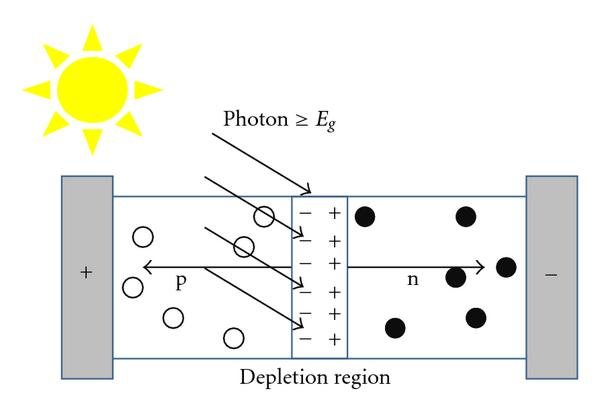 Photon ≥ Eg
− +
− +
− +
+ p − + n −
− +
− +
Depletion region